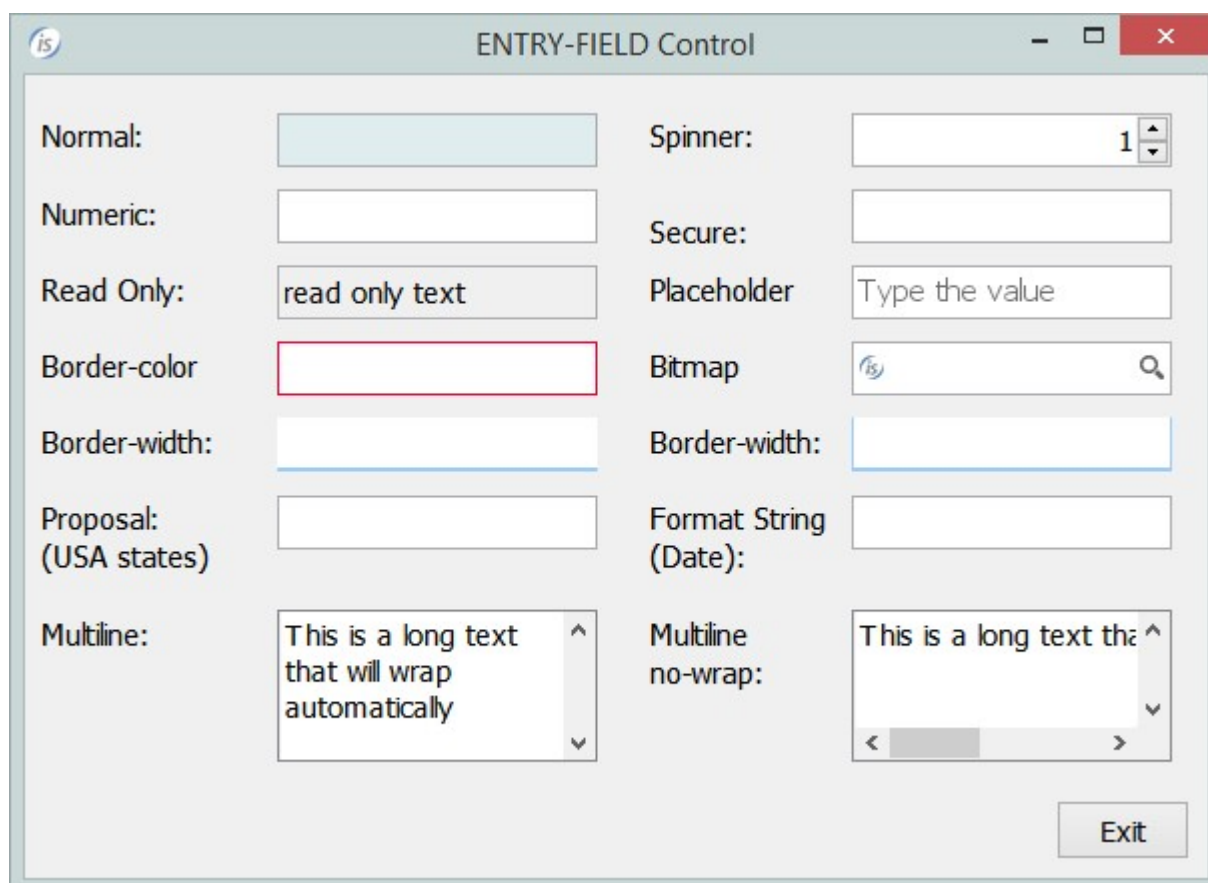 is ENTRY-FIELD Control
Normal:
Spinner: 1
Numeric:
Secure:
Read Only: read only text
Placeholder Type the value
Border-color
Bitmap is
Border-width:
Border-width:
Proposal:
(USA states)
Format String
(Date):
Multiline:
This is a long text
that will wrap
automatically
Multiline
no-wrap:
This is a long text
Exit